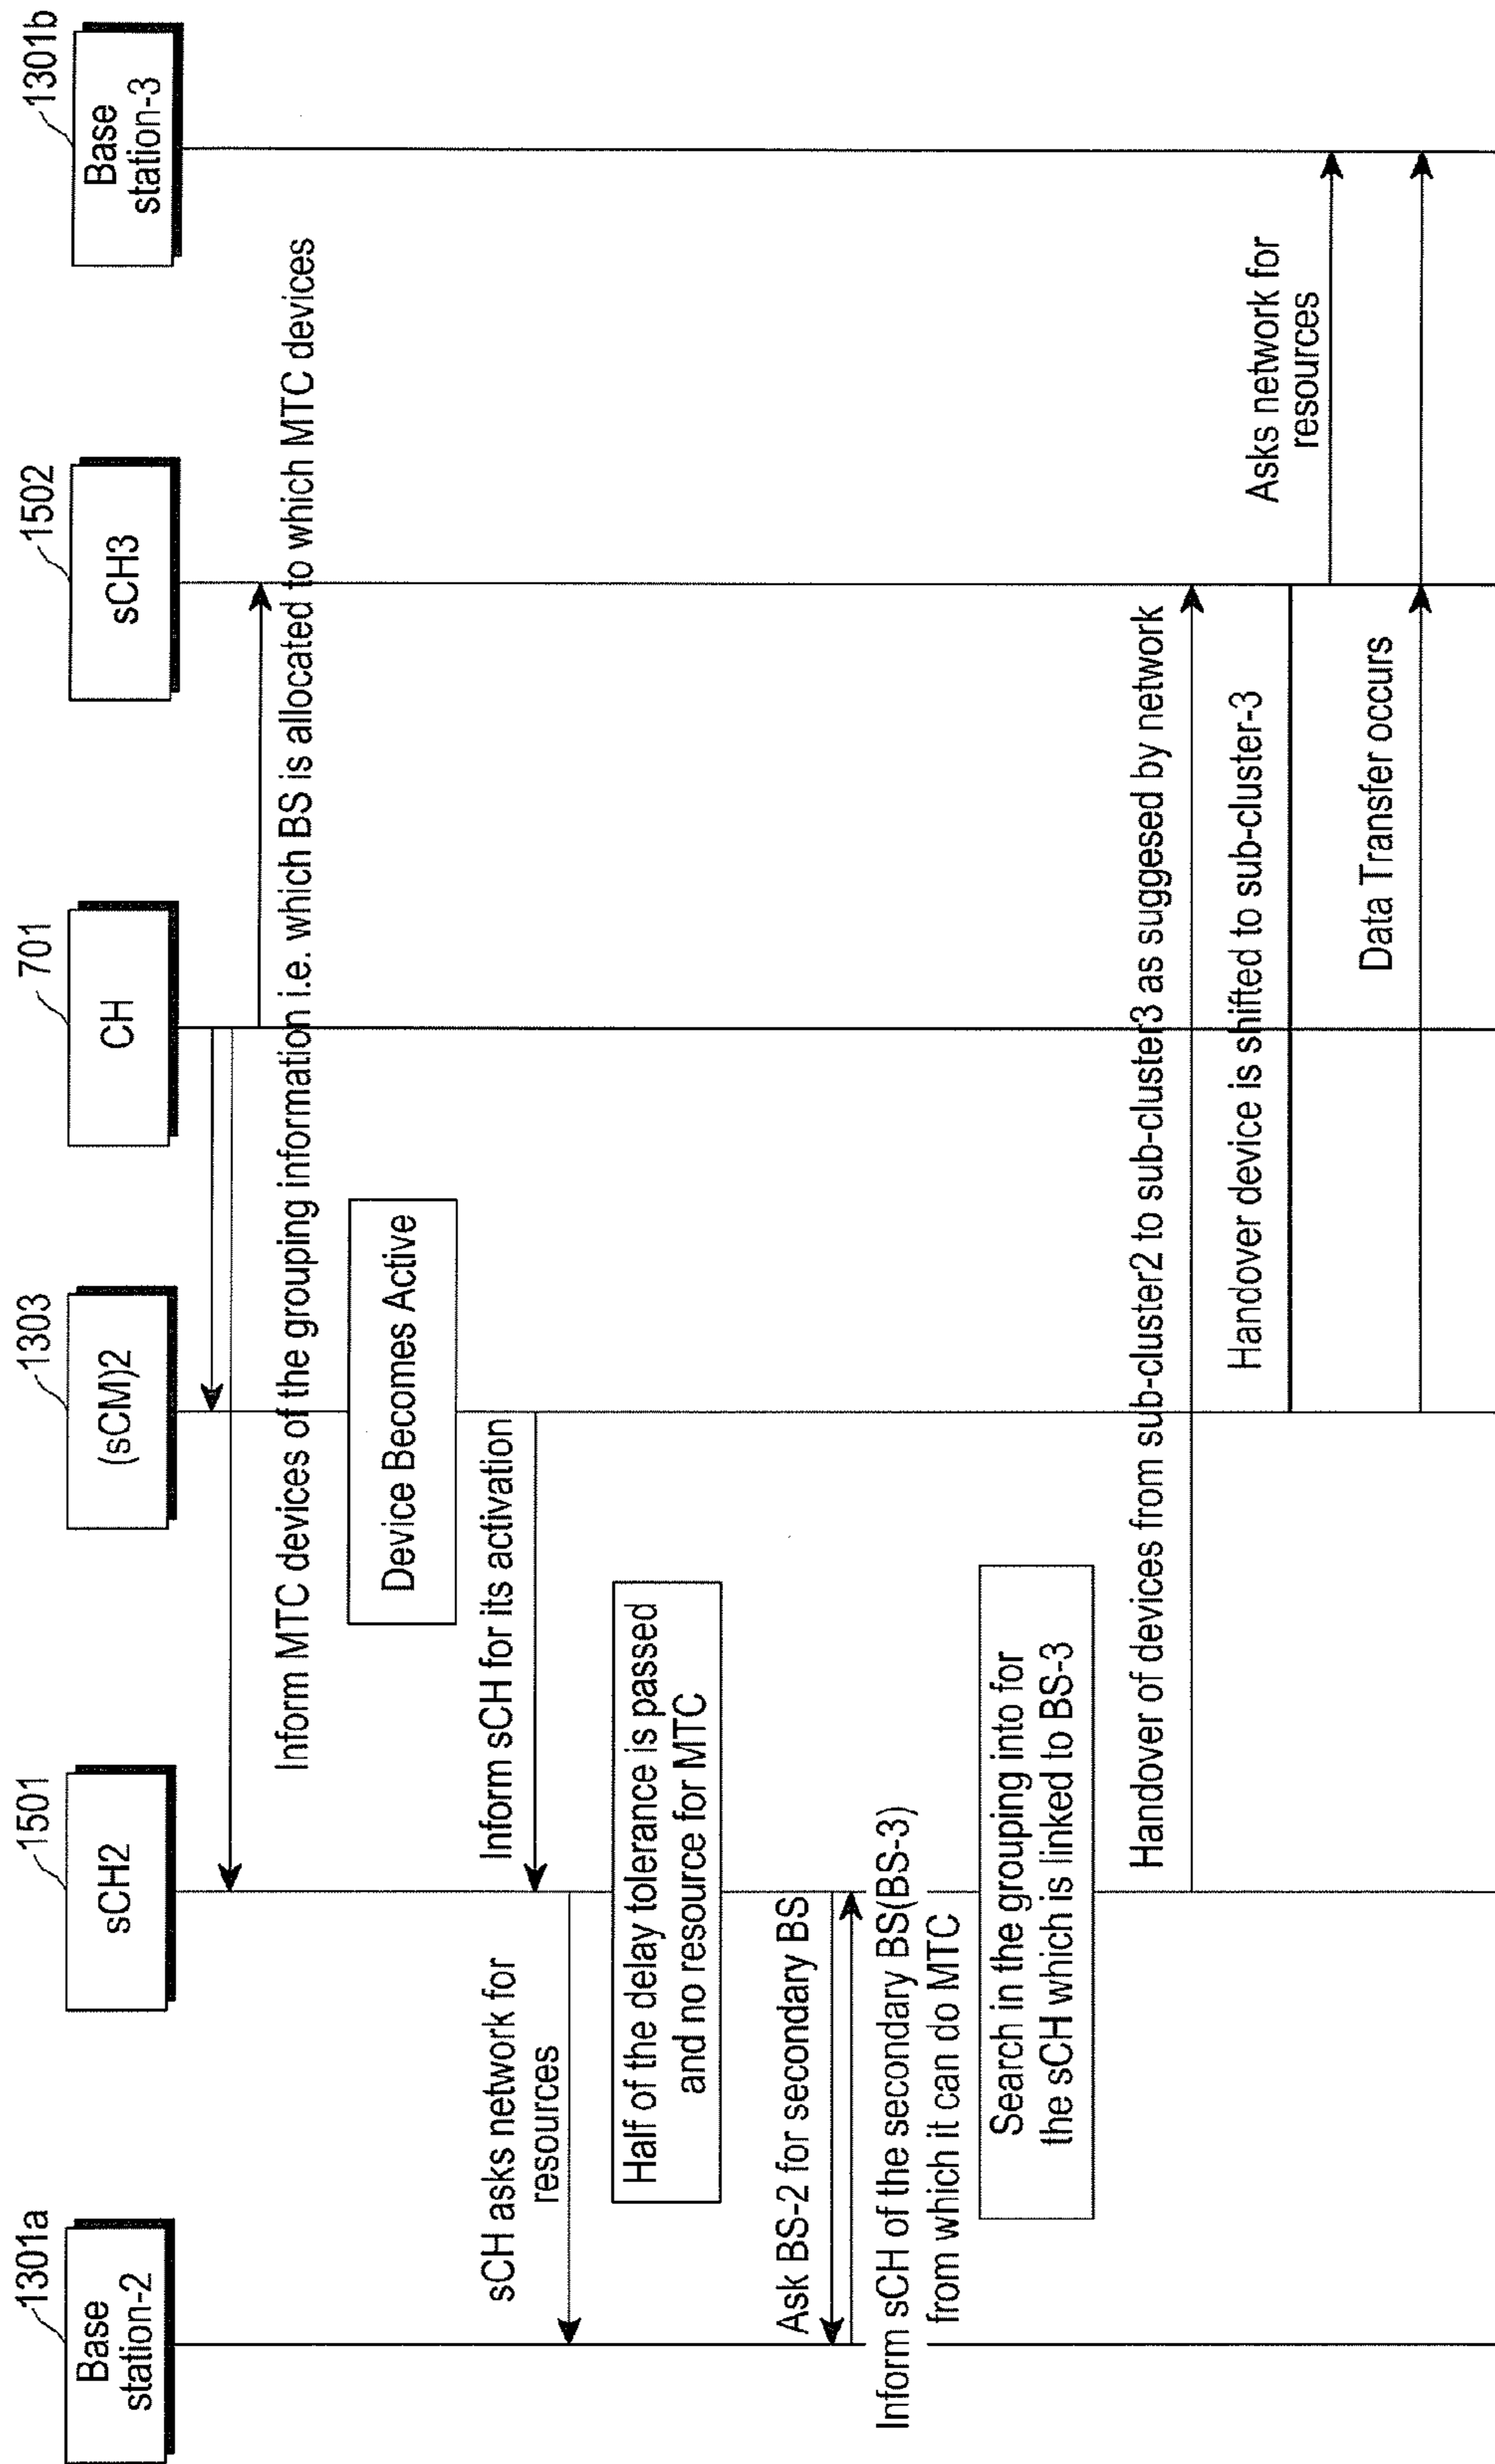 1301a
Base
station-2
1501
sCH2
1303
(sCM)2
701
CH
1502
sCH3
1301b
Base
station-3
Inform MTC devices of the grouping information i.e. which BS is allocated to which MTC devices
Device Becomes Active
Inform sCH for its activation
sCH asks network for
resources
Half of the delay tolerance is passed
and no resource for MTC
Ask BS-2 for secondary BS
Inform sCH of the secondary BS(BS-3)
from which it can do MTC
Search in the grouping into for
the sCH which is linked to BS-3
Handover of devices from sub-cluster2 to sub-cluster3 as suggesed by network
Handover device is shifted to sub-cluster-3
Asks network for
resources
Data Transfer occurs